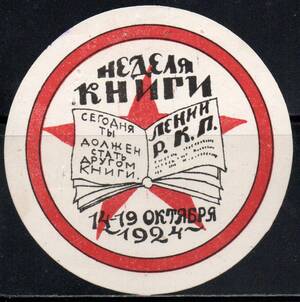 НЕДЕЛЯ
КНИГИ
СЕГОДНЯ
ТЫ
ДОЛЖЕН
СТАТЬ
ДРУГОМ
КНИГИ.
ЛЕНИН
Р.К.П.
14-19 ОКТЯБРЯ
1924